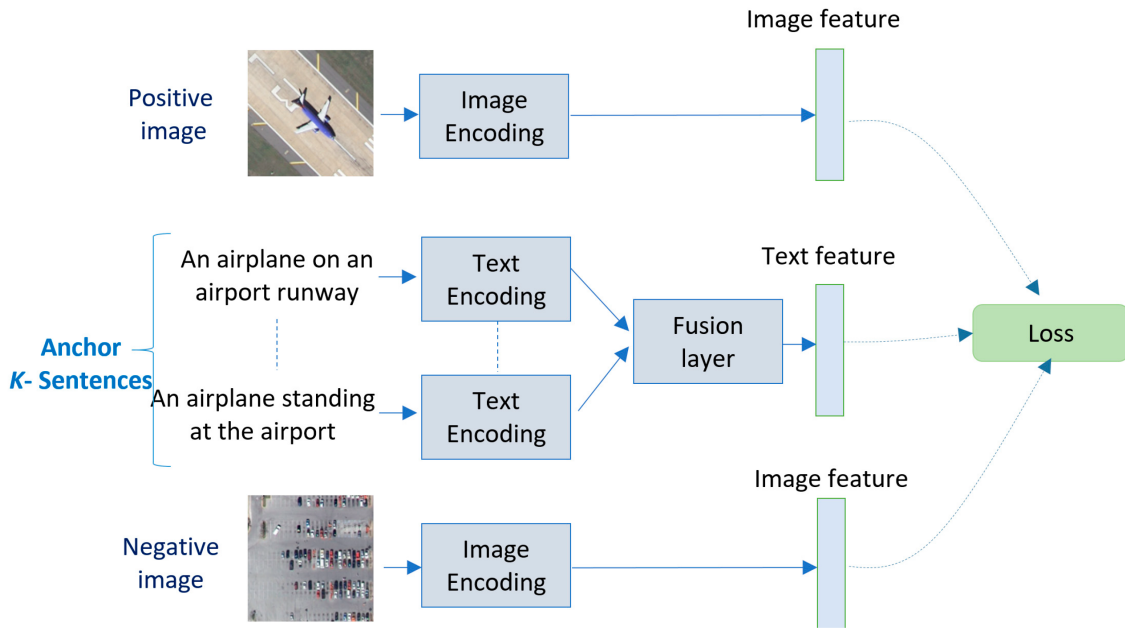 Image feature
Positive
image
Image
Encoding
An airplane on an
airport runway
Text
Encoding
Text feature
Fusion
layer
Loss
Anchor
K- Sentences
An airplane standing
at the airport
Text
Encoding
Image feature
Negative
image
Image
Encoding